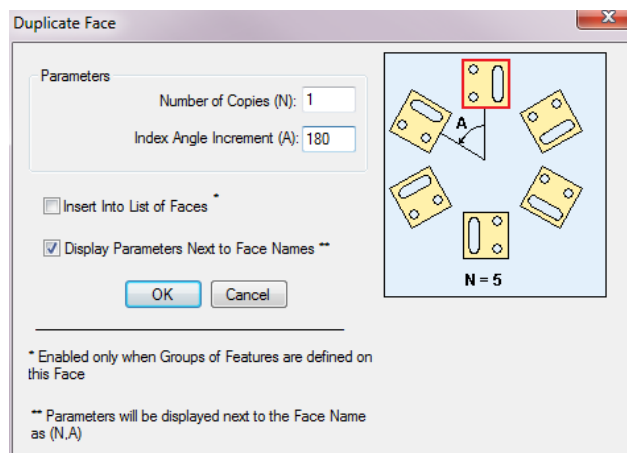 Duplicate Face
x
Parameters
Number of Copies (N): 1
Index Angle Increment (A): 180
Insert Into List of Faces *
Display Parameters Next to Face Names **
OK Cancel
* Enabled only when Groups of Features are defined on
this Face
** Parameters will be displayed next to the Face Name
as (N,A)
A
N = 5